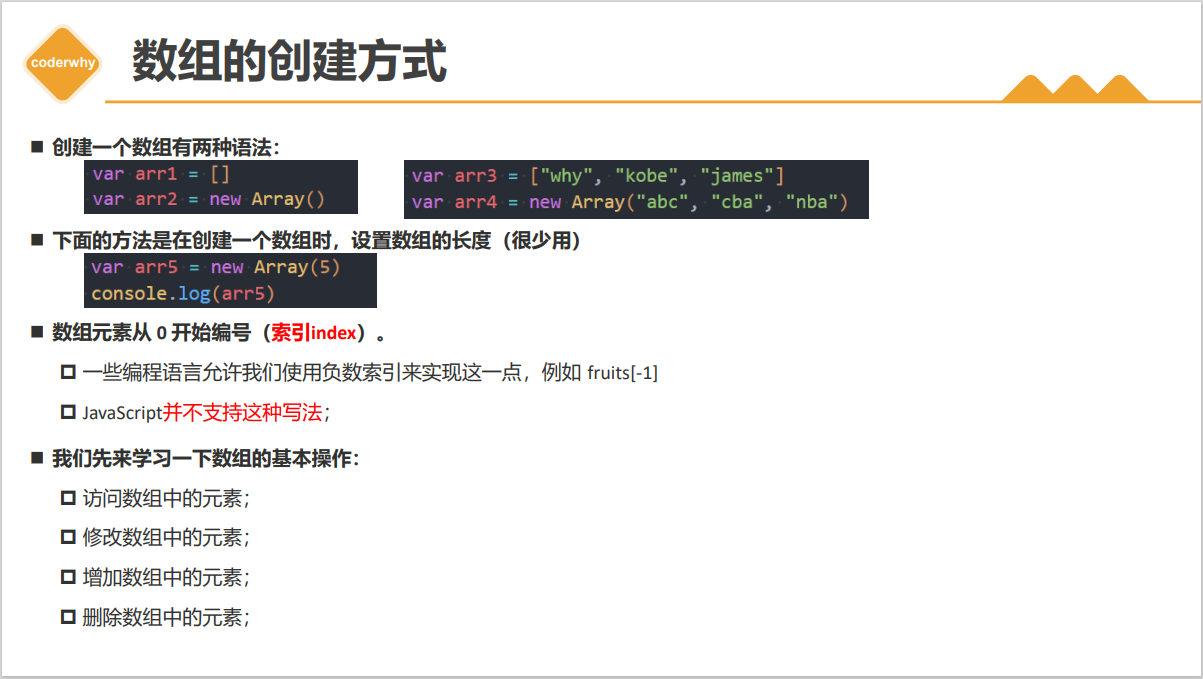 coderwhy
数组的创建方式
创建一个数组有两种语法：
var arr1 = []
var arr2 = new Array()
var arr3 = ["why", "kobe", "james"]
var arr4 = new Array("abc", "cba", "nba")
下面的方法是在创建一个数组时，设置数组的长度（很少用）
var arr5 = new Array(5)
console.log(arr5)
数组元素从 0 开始编号（索引index）。
一些编程语言允许我们使用负数索引来实现这一点，例如 fruits[-1]
JavaScript并不支持这种写法；
我们先来学习一下数组的基本操作：
访问数组中的元素；
修改数组中的元素；
增加数组中的元素；
删除数组中的元素；